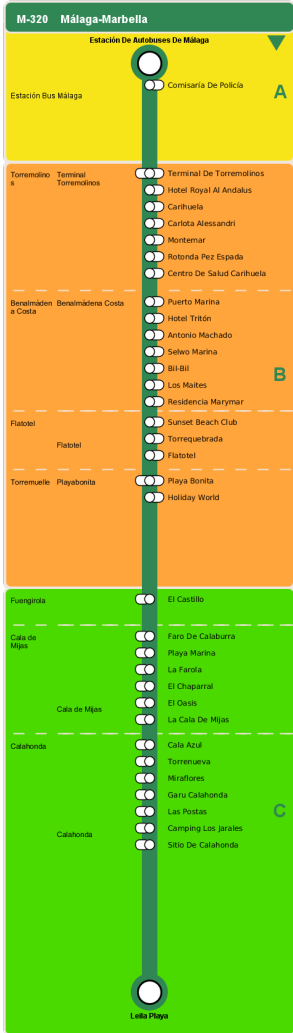 M-320 Málaga-Marbella
Estación De Autobuses De Málaga
Comisaría De Policía
Estación Bus Málaga
A
Torremolino
s
Terminal
Torremolinos
Terminal De Torremolinos
Hotel Royal Al Andalus
Carihuela
Carlota Alessandri
Montemar
Rotonda Pez Espada
Centro De Salud Carihuela
Benalmáden
a Costa
Benalmádena Costa
Puerto Marina
Hotel Tritón
Antonio Machado
Selwo Marina
Bil-Bil
Los Maites
Residencia Marymar
B
Flatotel
Flatotel
Sunset Beach Club
Torrequebrada
Flatotel
Torremuelle
Playabonita
Playa Bonita
Holiday World
Fuengirola
El Castillo
Cala de
Mijas
Cala de Mijas
Faro De Calaburra
Playa Marina
La Farola
El Chaparral
El Oasis
La Cala De Mijas
Calahonda
Calahonda
Cala Azul
Torrenueva
Miraflores
Garu Calahonda
Las Postas
Camping Los Jarales
Sitio De Calahonda
C
Leila Playa